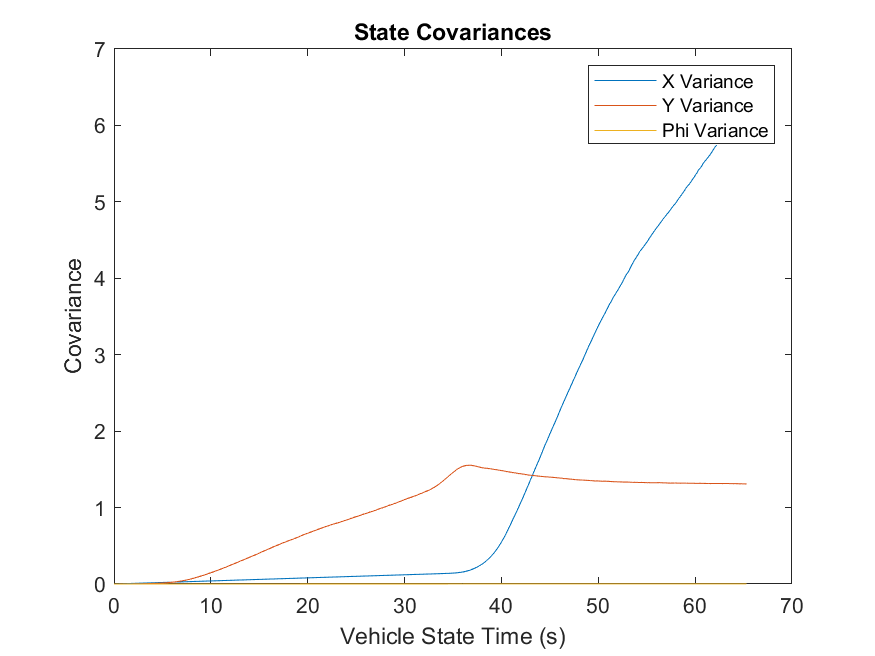 State Covariances
7
6
5
4
3
2
1
0
Covariance
X Variance
Y Variance
Phi Variance
0 10 20 30 40 50 60 70
Vehicle State Time (s)